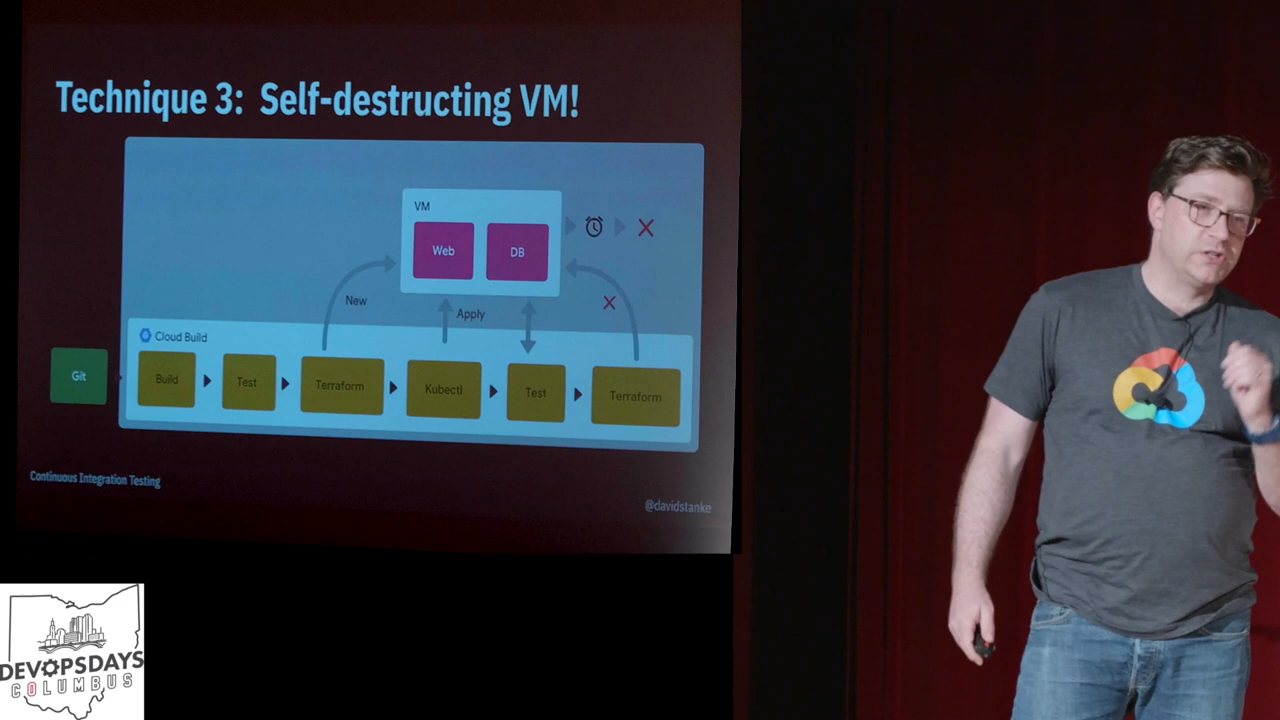 Technique 3: Self-destructing VM!
VM
Web
DB
New
Apply
Cloud Build
Git
Build
Test
Terraform
Kubectl
Test
Terraform
Continuous Integration Testing
@davidstanke
DEVOPSDAYS
COLUMBUS